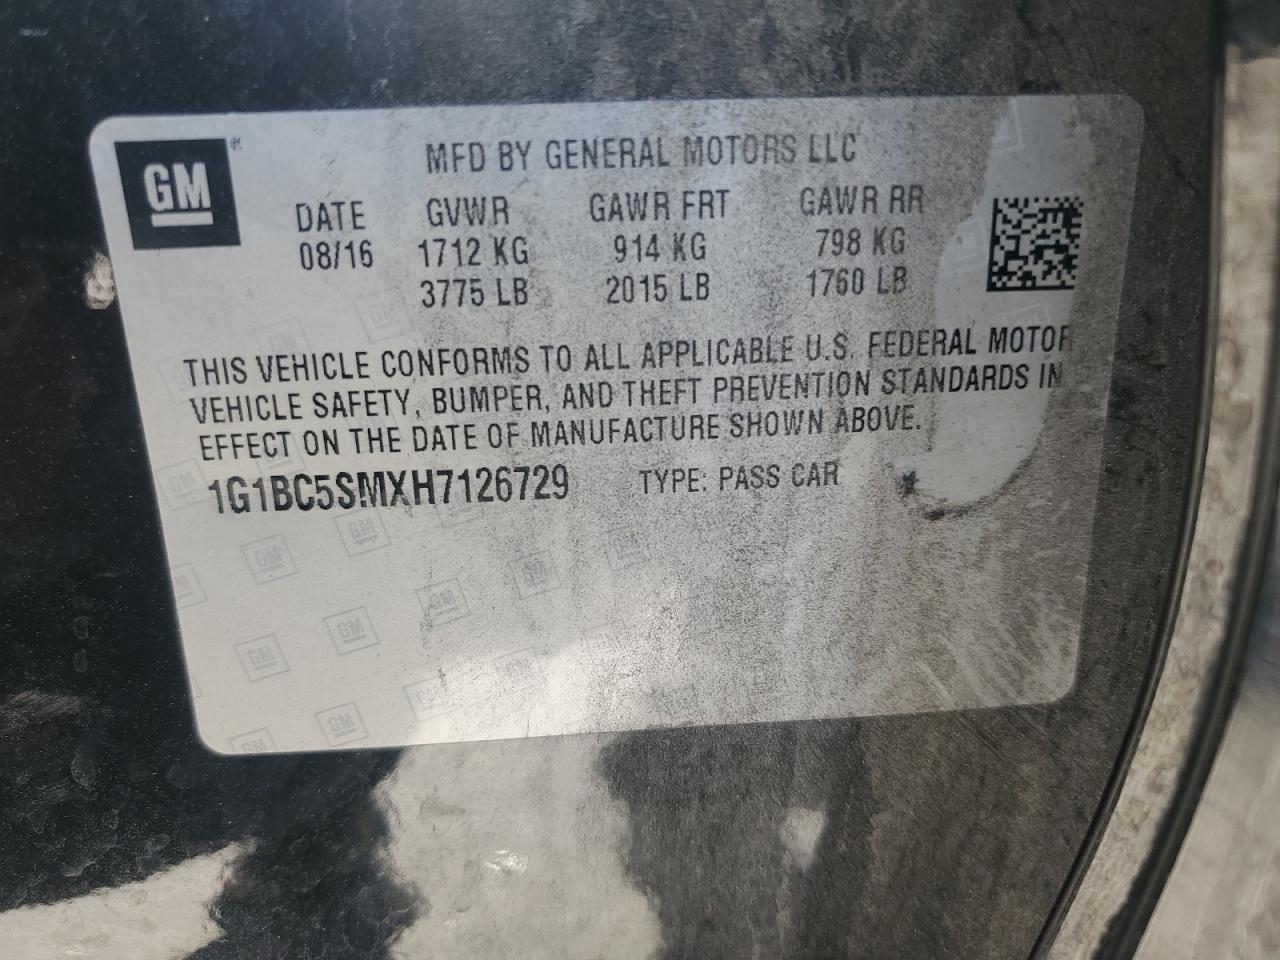 GM
MFD BY GENERAL MOTORS LLC
DATE GVWR GAWR FRT GAWR RR
08/16 1712 KG 914 KG 798 KG
3775 LB 2015 LB 1760 LB
THIS VEHICLE CONFORMS TO ALL APPLICABLE U.S. FEDERAL MOTOR
VEHICLE SAFETY, BUMPER, AND THEFT PREVENTION STANDARDS IN
EFFECT ON THE DATE OF MANUFACTURE SHOWN ABOVE.
1G1BC5SMXH7126729 TYPE: PASS CAR